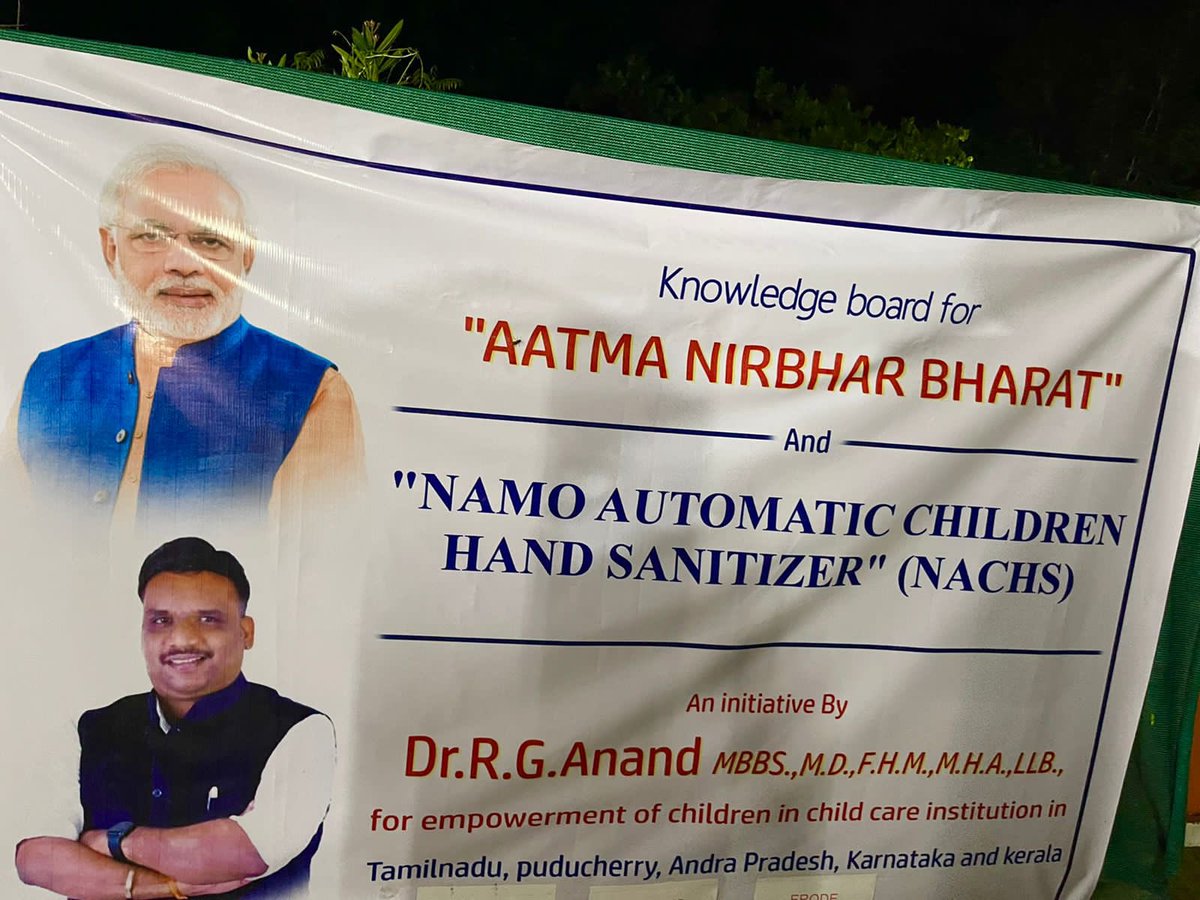 Knowledge board for
"AATMA NIRBHAR BHARAT"
And
"NAMO AUTOMATIC CHILDREN
HAND SANITIZER" (NACHS)
An initiative By
Dr.R.G.Anand MBBS.,M.D.,F.H.M.,M.H.A.,LLB.,
for empowerment of children in child care institution in
Tamilnadu, puducherry, Andra Pradesh, Karnataka and kerala
ERODE